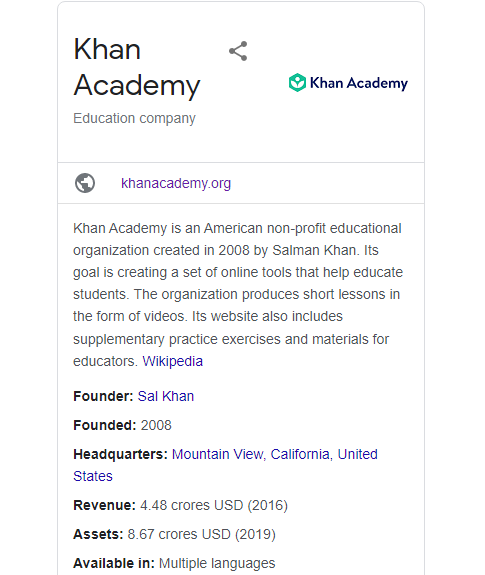 Khan
Academy
Khan Academy
Education company
khanacademy.org
Khan Academy is an American non-profit educational
organization created in 2008 by Salman Khan. Its
goal is creating a set of online tools that help educate
students. The organization produces short lessons in
the form of videos. Its website also includes
supplementary practice exercises and materials for
educators. Wikipedia
Founder: Sal Khan
Founded: 2008
Headquarters: Mountain View, California, United
States
Revenue: 4.48 crores USD (2016)
Assets: 8.67 crores USD (2019)
Available in: Multiple languages